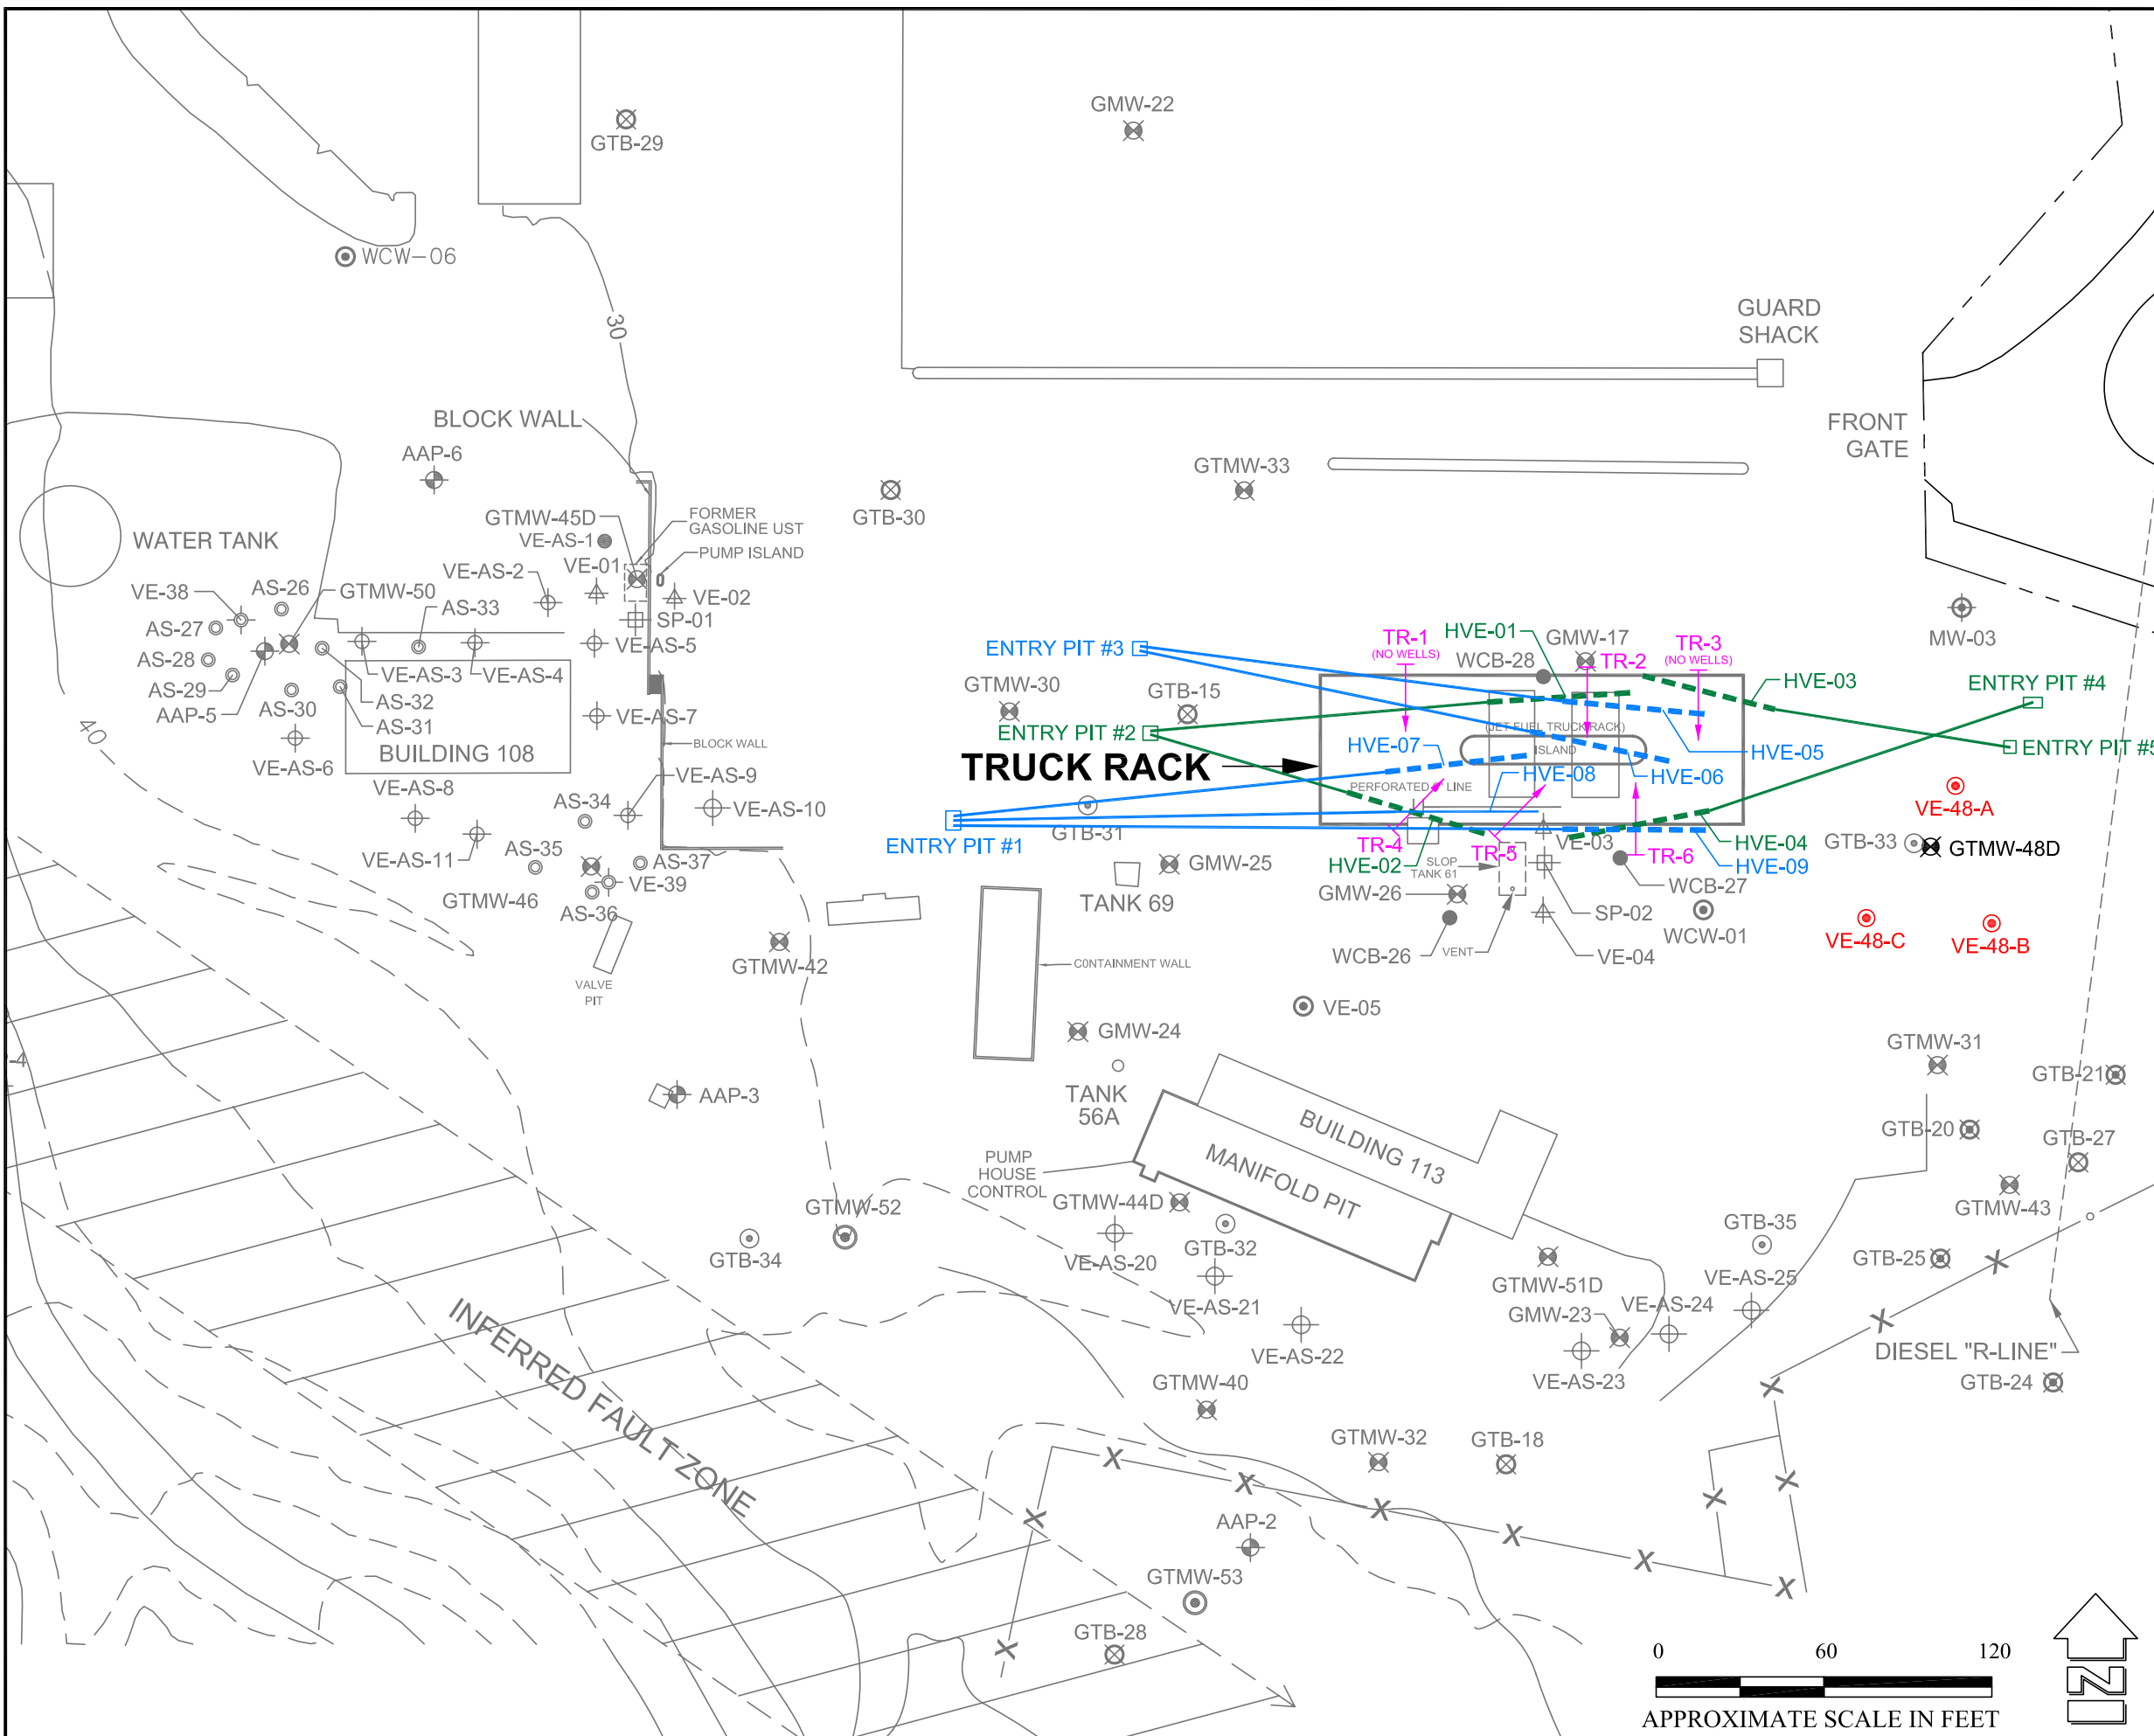 GMW-22
GTB-29
WCW-06
GUARD
SHACK
30
FRONT
GATE
BLOCK WALL
AAP-6
GTMW-33
GTB-30
GTMW-45D
FORMER
GASOLINE UST
VE-AS-1
PUMP ISLAND
WATER TANK
VE-01
VE-AS-2
VE-38
AS-26
GTMW-50
AS-33
VE-02
SP-01
AS-27
VE-AS-5
AS-28
VE-AS-3
VE-AS-4
AS-29
AS-32
AAP-5
AS-30
AS-31
VE-AS-7
40
BUILDING 108
BLOCK WALL
VE-AS-6
VE-AS-9
VE-AS-8
AS-34
VE-AS-10
VE-AS-11
AS-35
AS-37
VE-39
GTMW-46
AS-36
VALVE
PIT
GTMW-42
ENTRY PIT #3
TR-1
(NO WELLS)
HVE-01
GMW-17
TR-3
(NO WELLS)
WCB-28
TR-2
MW-03
GTMW-30
GTB-15
HVE-03
ENTRY PIT #4
ENTRY PIT #2
(JET FUEL TRUCK RACK)
ISLAND
HVE-07
HVE-05
ENTRY PIT #5
TRUCK RACK
HVE-08
HVE-06
PERFORATED
LINE
VE-48-A
GTB-31
ENTRY PIT #1
TR-4
TR-5
VE-03
HVE-04
GTB-33
GTMW-48D
HVE-02
SLOP
TANK 61
TR-6
HVE-09
GMW-25
TANK 69
GMW-26
WCB-27
SP-02
WCW-01
VE-48-C
VE-48-B
WCB-26
VENT
VE-04
C0NTAINMENT WALL
VE-05
GMW-24
TANK
56A
GTMW-31
GTB-21
-4
AAP-3
BUILDING 113
GTB-20
GTB-27
PUMP
HOUSE
CONTROL
MANIFOLD PIT
GTMW-44D
GTMW-43
GTMW-52
GTB-34
GTB-32
GTB-35
VE-AS-20
GTB-25
GTMW-51D
VE-AS-25
VE-AS-21
VE-AS-24
GMW-23
VE-AS-22
DIESEL "R-LINE"
VE-AS-23
GTMW-40
GTB-24
INFERRED FAULT ZONE
GTMW-32
GTB-18
AAP-2
GTMW-53
GTB-28
0 60 120
APPROXIMATE SCALE IN FEET
N